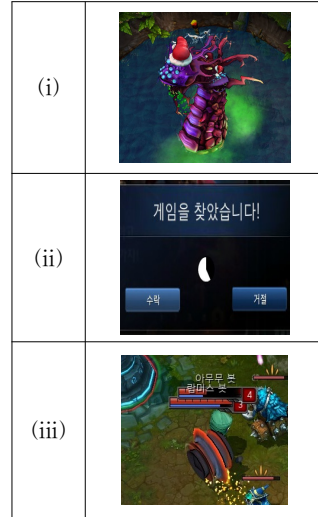 (i)
(ii)
게임을 찾았습니다!
수락 거절
(iii)
아무무 봇
람머스 봇
4
3